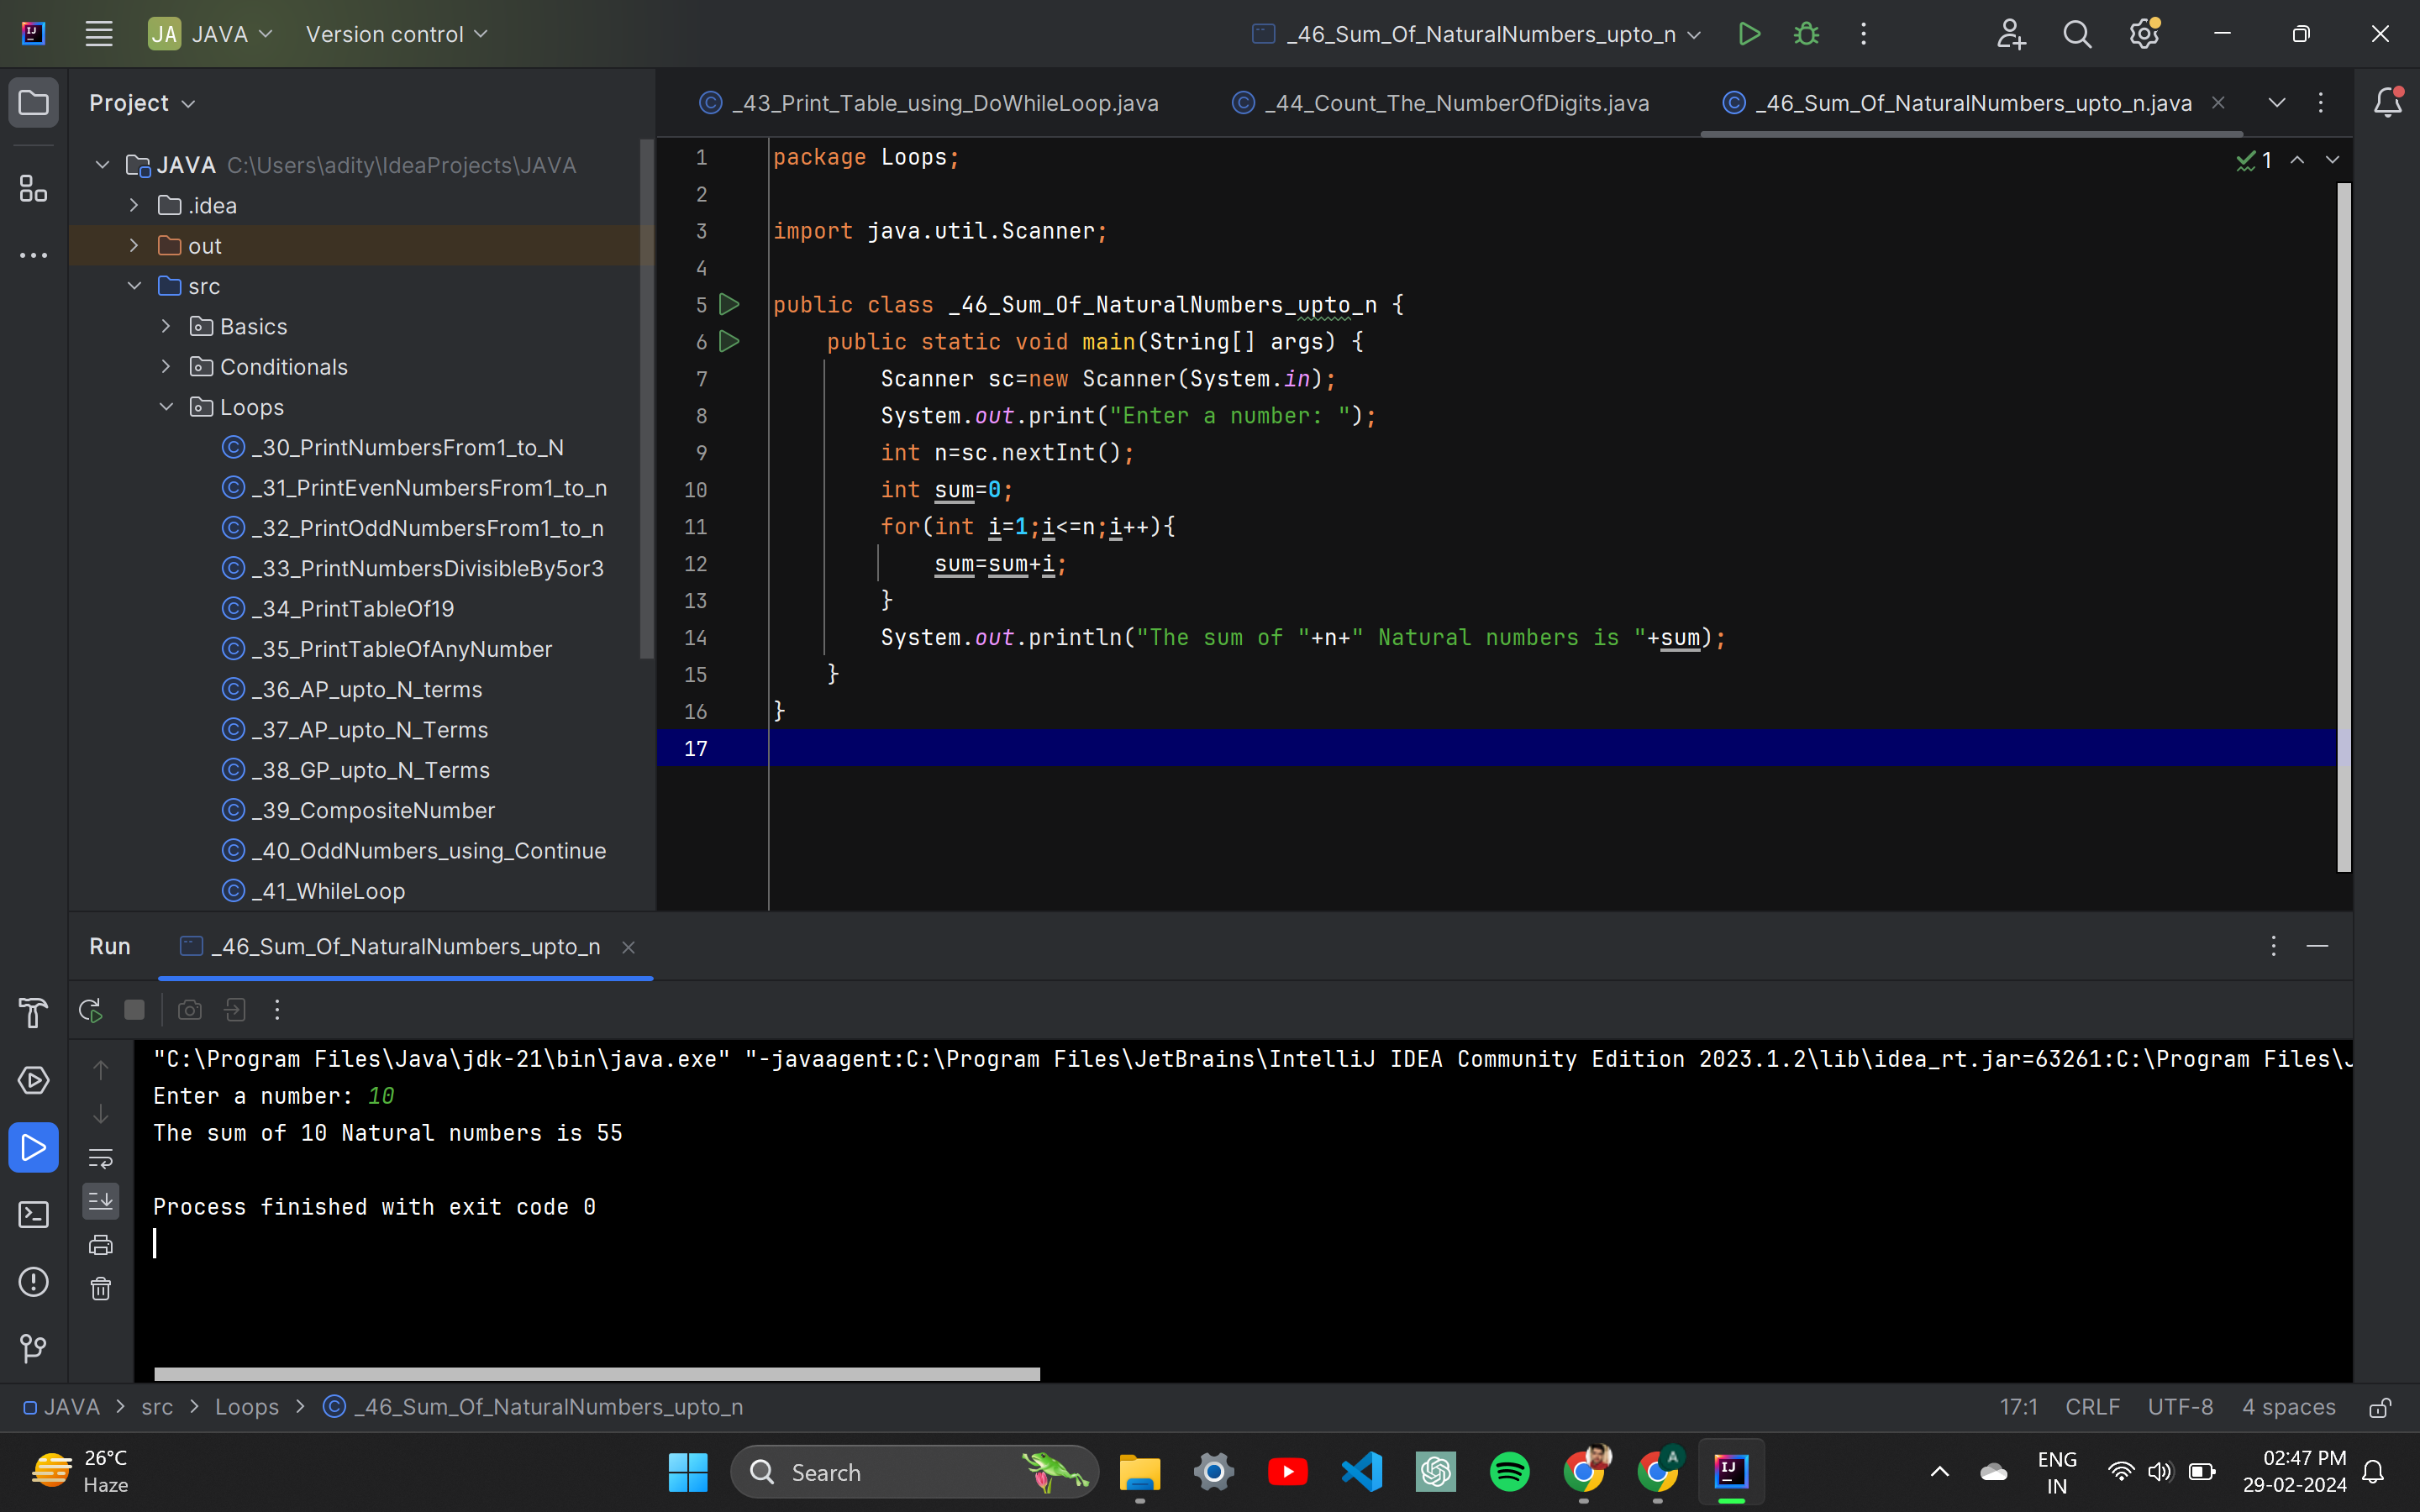 JA JAVA Version control _46_Sum_Of_NaturalNumbers_upto_n
Project
_43_Print_Table_using_DoWhileLoop.java _44_Count_The_NumberOfDigits.java _46_Sum_Of_NaturalNumbers_upto_n.java
JAVA C:\Users\adity\IdeaProjects\JAVA
.idea
out
src
Basics
Conditionals
Loops
_30_PrintNumbersFrom1_to_N
_31_PrintEvenNumbersFrom1_to_n
_32_PrintOddNumbersFrom1_to_n
_33_PrintNumbersDivisibleBy5or3
_34_PrintTableOf19
_35_PrintTableOfAnyNumber
_36_AP_upto_N_terms
_37_AP_upto_N_Terms
_38_GP_upto_N_Terms
_39_CompositeNumber
_40_OddNumbers_using_Continue
_41_WhileLoop
1 package Loops; 1
2
3 import java.util.Scanner;
4
5 public class _46_Sum_Of_NaturalNumbers_upto_n {
6 public static void main(String[] args) {
7 Scanner sc=new Scanner(System.in);
8 System.out.print("Enter a number: ");
9 int n=sc.nextInt();
10 int sum=0;
11 for(int i=1;i<=n;i++){
12 sum=sum+i;
13 }
14 System.out.println("The sum of "+n+" Natural numbers is "+sum);
15 }
16 }
17
Run _46_Sum_Of_NaturalNumbers_upto_n
"C:\Program Files\Java\jdk-21\bin\java.exe" "-javaagent:C:\Program Files\JetBrains\IntelliJ IDEA Community Edition 2023.1.2\lib\idea_rt.jar=63261:C:\Program Files\J
Enter a number: 10
The sum of 10 Natural numbers is 55
Process finished with exit code 0
JAVA > src > Loops > _46_Sum_Of_NaturalNumbers_upto_n 17:1 CRLF UTF-8 4 spaces
26°C
Haze
Search
A
ENG
IN
02:47 PM
29-02-2024